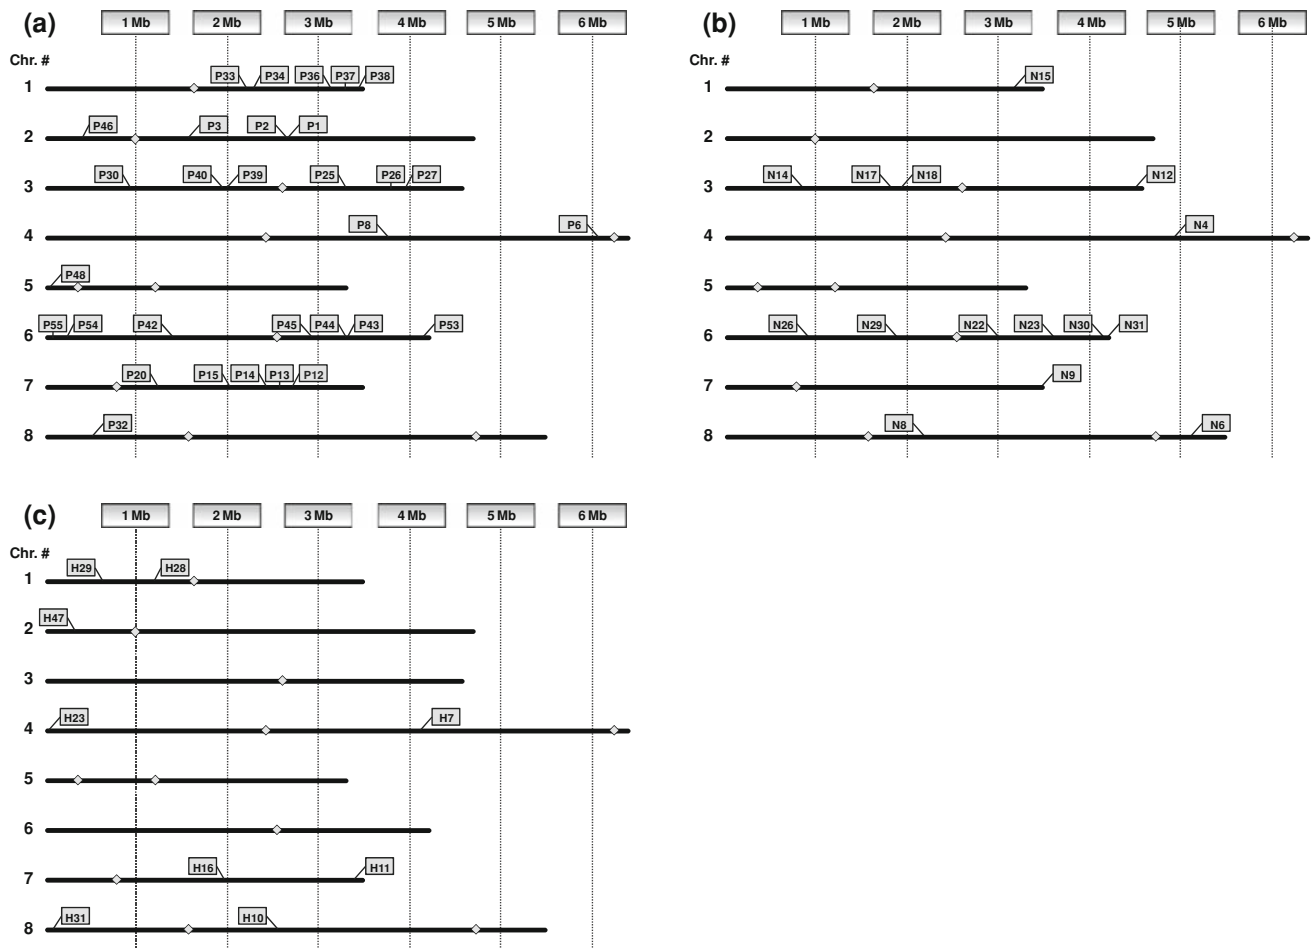 (a) 1 Mb 2 Mb 3 Mb 4 Mb 5 Mb 6 Mb
Chr. #
1 P33 P34 P36 P37 P38
2 P46 P3 P2 P1
3 P30 P40 P39 P25 P26 P27
4 P8 P6
5 P48
6 P55 P54 P42 P45 P44 P43 P53
7 P20 P15 P14 P13 P12
8 P32
(b) 1 Mb 2 Mb 3 Mb 4 Mb 5 Mb 6 Mb
Chr. #
1 N15
2
3 N14 N17 N18 N12
4 N4
5
6 N26 N29 N22 N23 N30 N31
7 N9
8 N8 N6
(c) 1 Mb 2 Mb 3 Mb 4 Mb 5 Mb 6 Mb
Chr. #
1 H29 H28
2 H47
3
4 H23 H7
5
6
7 H16 H11
8 H31 H10